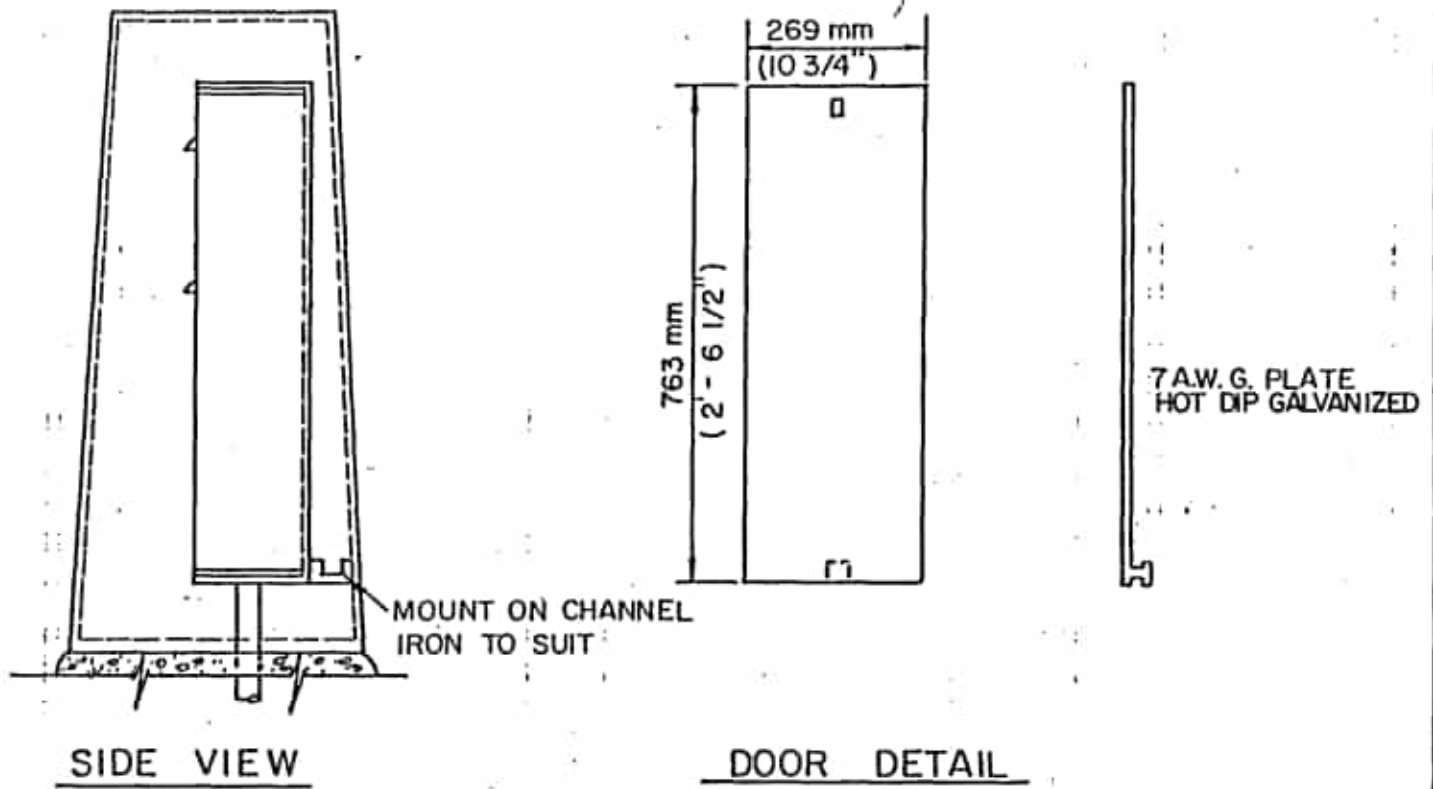 269 mm
(10 3/4")
763 mm
(2' - 6 1/2")
7 A.W.G. PLATE
HOT DIP GALVANIZED
MOUNT ON CHANNEL
IRON TO SUIT
SIDE VIEW
DOOR DETAIL